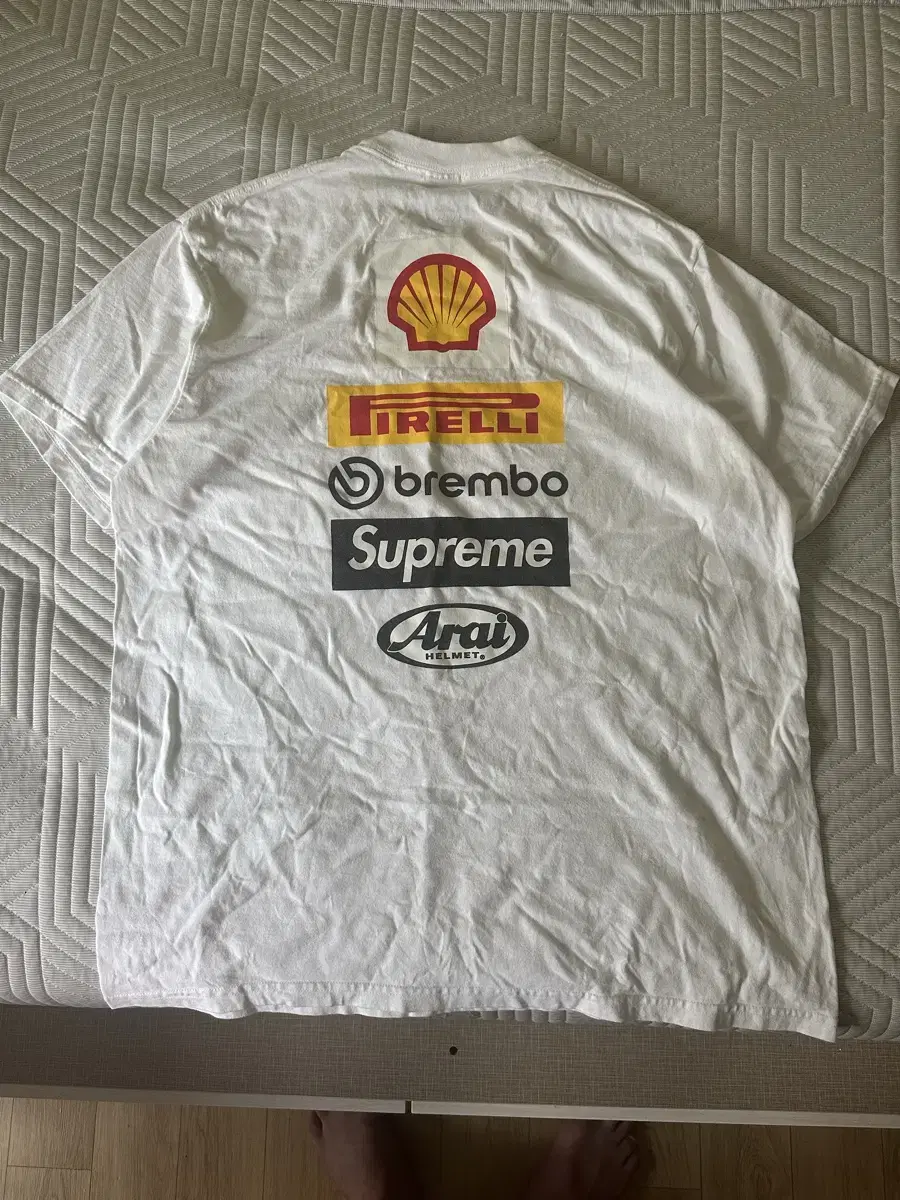 PIRELLI
brembo
Supreme
Arai
HELMET®